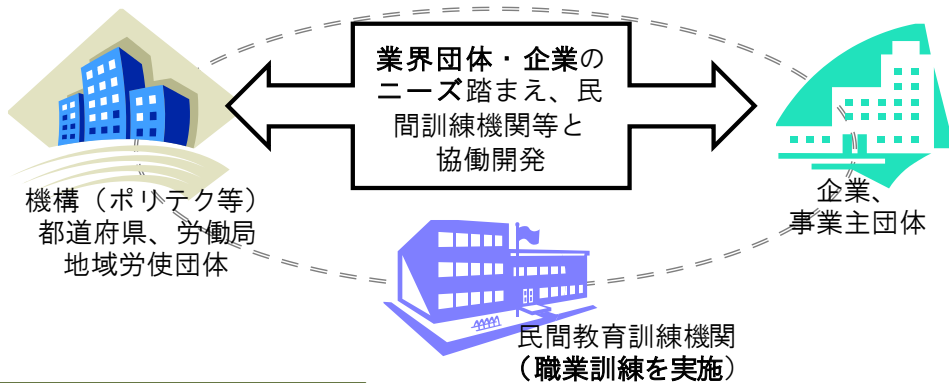 業界団体・企業の
ニーズ踏まえ、民
間訓練機関等と
協働開発
機構（ポリテク等）
都道府県、労働局
地域労使団体
企業、
事業主団体
民間教育訓練機関
（職業訓練を実施）